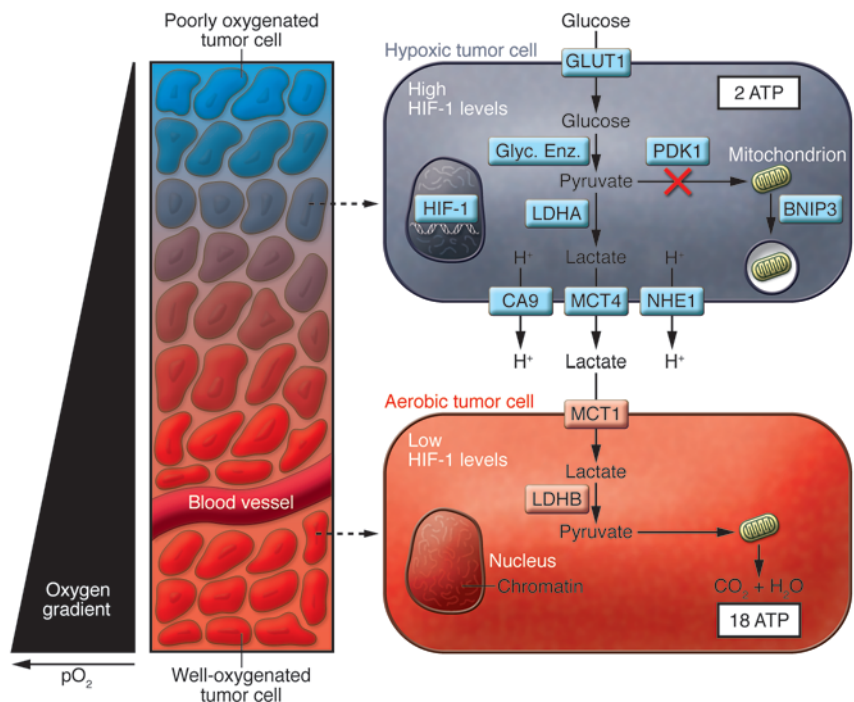 Poorly oxygenated
tumor cell
Oxygen
gradient
pO₂
Blood vessel
Well-oxygenated
tumor cell
Glucose
Hypoxic tumor cell
GLUT1
High
HIF-1 levels
2 ATP
Glucose
Glyc. Enz.
PDK1
Mitochondrion
Pyruvate
HIF-1
LDHA
BNIP3
H⁺
Lactate
H⁺
CA9
MCT4
NHE1
H⁺
Lactate
H⁺
Aerobic tumor cell
MCT1
Low
HIF-1 levels
Lactate
LDHB
Pyruvate
Nucleus
Chromatin
CO₂ + H₂O
18 ATP